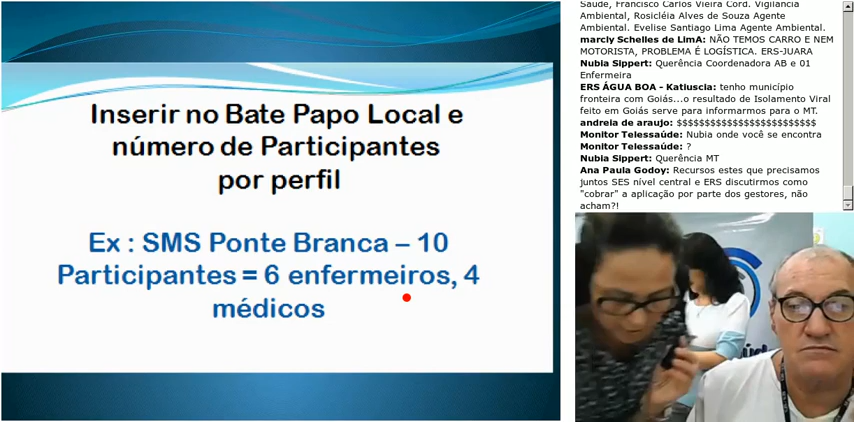 Inserir no Bate Papo Local e
número de Participantes
por perfil
Ex : SMS Ponte Branca – 10
Participantes = 6 enfermeiros, 4
médicos
Saúde, Francisco Carlos Vieira Cord. Vigilância
Ambiental, Rosicléia Alves de Souza Agente
Ambiental. Evelise Santiago Lima Agente Ambiental.
marcly Schelles de LimA: NÃO TEMOS CARRO E NEM
MOTORISTA, PROBLEMA É LOGÍSTICA. ERS-JUARA
Nubia Sippert: Querência Coordenadora AB e 01
Enfermeira
ERS ÁGUA BOA - Katiuscia: tenho município
fronteira com Goiás...o resultado de Isolamento Viral
feito em Goiás serve para informarmos para o MT.
andreia de araujo: $$$$$$$$$$$$$$$$$$$$$$$$$
Monitor Telessaúde: Nubia onde você se encontra
Monitor Telessaúde: ?
Nubia Sippert: Querência MT
Ana Paula Godoy: Recursos estes que precisamos
juntos SES nível central e ERS discutirmos como
"cobrar" a aplicação por parte dos gestores, não
acham?!